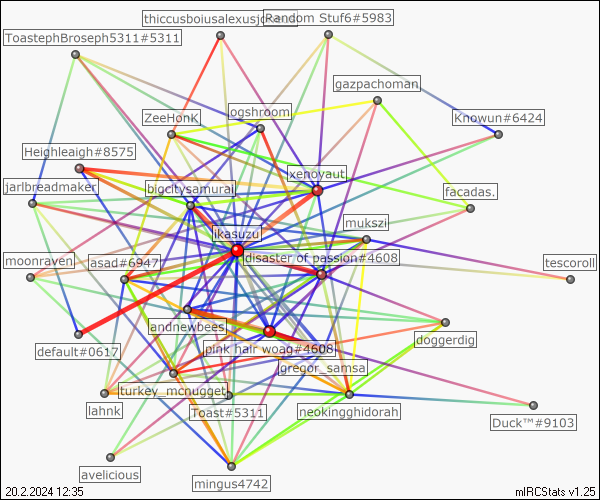 thiccusboiusalexusjo
Random Stuf6#5983
ToastephBroseph5311#5311
gazpachoman
ZeeHonk
jogshroom
Knowun#6424
Heighleaigh#8575
xenoyaut
jarlbreadmaker
bigcitysamurai
facadas.
mukszi
ikasuzu
moonraven
asad#6947
disaster of passion#4608
tescoroll
andnewbees
default#0617
pink hair woag#4608
doggerdig
gregor_samsa
turkey_mcnugget
lahnk
Toast#5311
neokingghidorah
Duck™#9103
avelicious
mingus4742
20.2.2024 12:35
mIRCStats v1.25